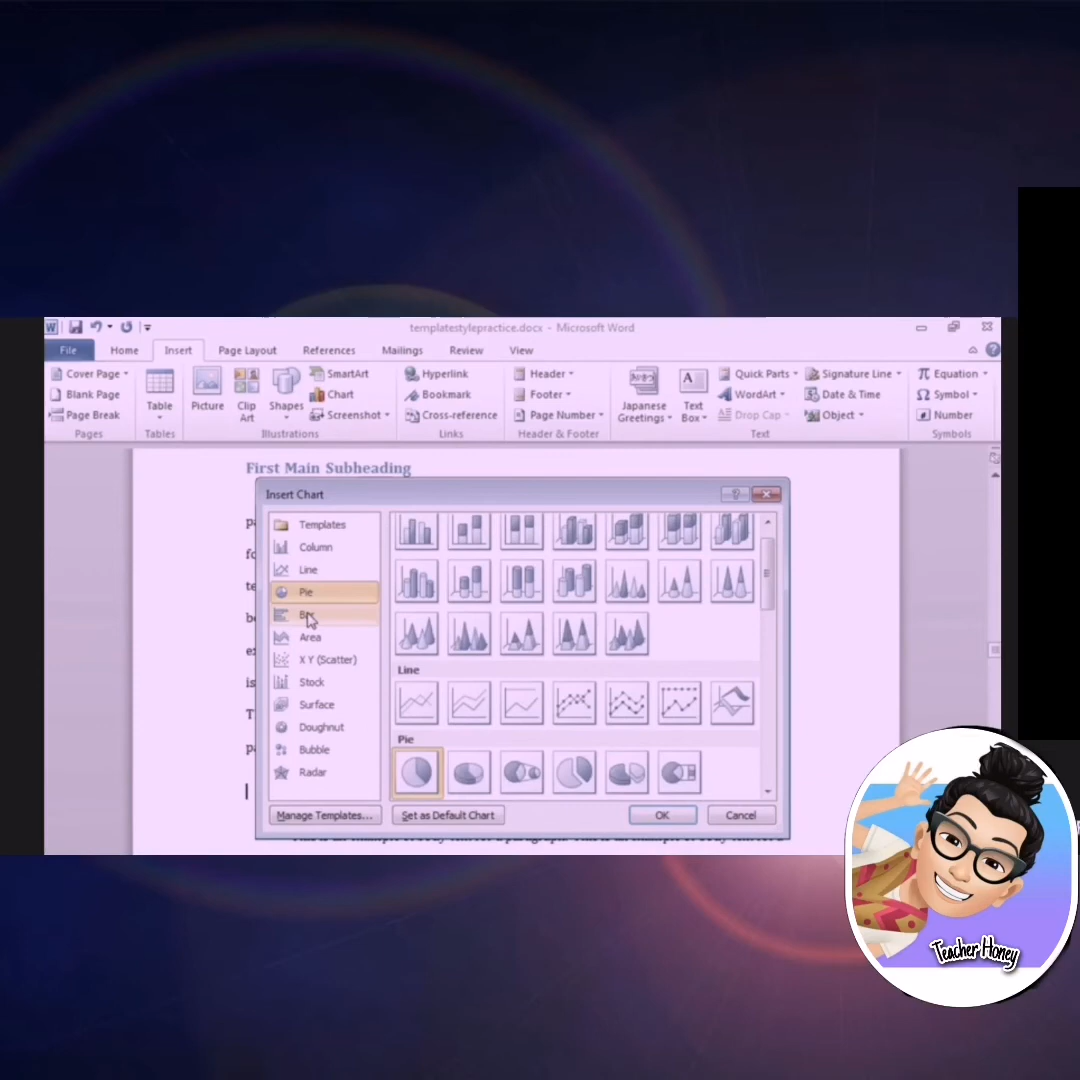 templatestylepractice.docx - Microsoft Word
File Home Insert Page Layout References Mailings Review View
Cover Page
Blank Page
Page Break
Pages
Table
Tables
Picture
Clip Art
Shapes
SmartArt
Chart
Screenshot
Illustrations
Hyperlink
Bookmark
Cross-reference
Links
Header
Footer
Page Number
Header & Footer
Japanese Greetings
Text Box
Quick Parts
WordArt
Drop Cap
Signature Line
Date & Time
Object
Text
Equation
Symbol
Number
Symbols
First Main Subheading
Insert Chart
Templates
Column
Line
Pie
Bar
Area
X Y (Scatter)
Stock
Surface
Doughnut
Bubble
Radar
Line
Pie
Manage Templates...
Set as Default Chart
OK
Cancel
Teacher Honey